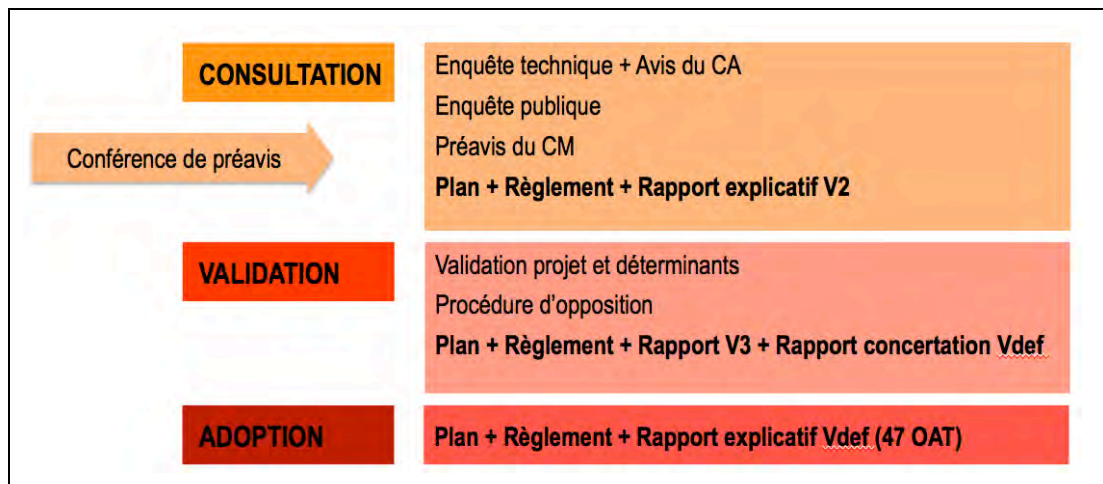 CONSULTATION
Enquête technique + Avis du CA
Enquête publique
Préavis du CM
Plan + Règlement + Rapport explicatif V2
Conférence de préavis
VALIDATION
Validation projet et déterminants
Procédure d'opposition
Plan + Règlement + Rapport V3 + Rapport concertation Vdef
ADOPTION
Plan + Règlement + Rapport explicatif Vdef (47 OAT)